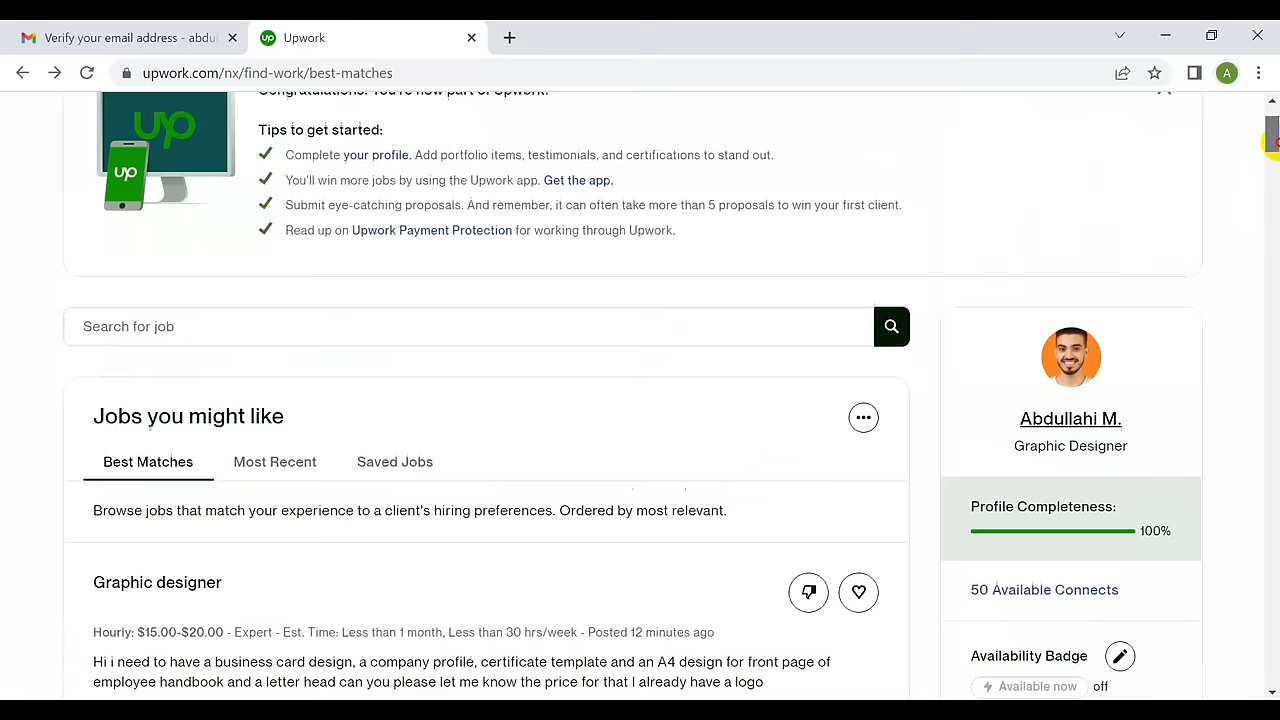 Verify your email address - abdu
Upwork
upwork.com/nx/find-work/best-matches
A
Congratulations! You're now part of Upwork!
up
up
Tips to get started:
Complete your profile. Add portfolio items, testimonials, and certifications to stand out.
You'll win more jobs by using the Upwork app. Get the app.
Submit eye-catching proposals. And remember, it can often take more than 5 proposals to win your first client.
Read up on Upwork Payment Protection for working through Upwork.
Search for job
Jobs you might like
Best Matches Most Recent Saved Jobs
Browse jobs that match your experience to a client's hiring preferences. Ordered by most relevant.
Graphic designer
Hourly: $15.00-$20.00 - Expert - Est. Time: Less than 1 month, Less than 30 hrs/week - Posted 12 minutes ago
Hi i need to have a business card design, a company profile, certificate template and an A4 design for front page of
employee handbook and a letter head can you please let me know the price for that I already have a logo
Abdullahi M.
Graphic Designer
Profile Completeness:
100%
50 Available Connects
Availability Badge
Available now off